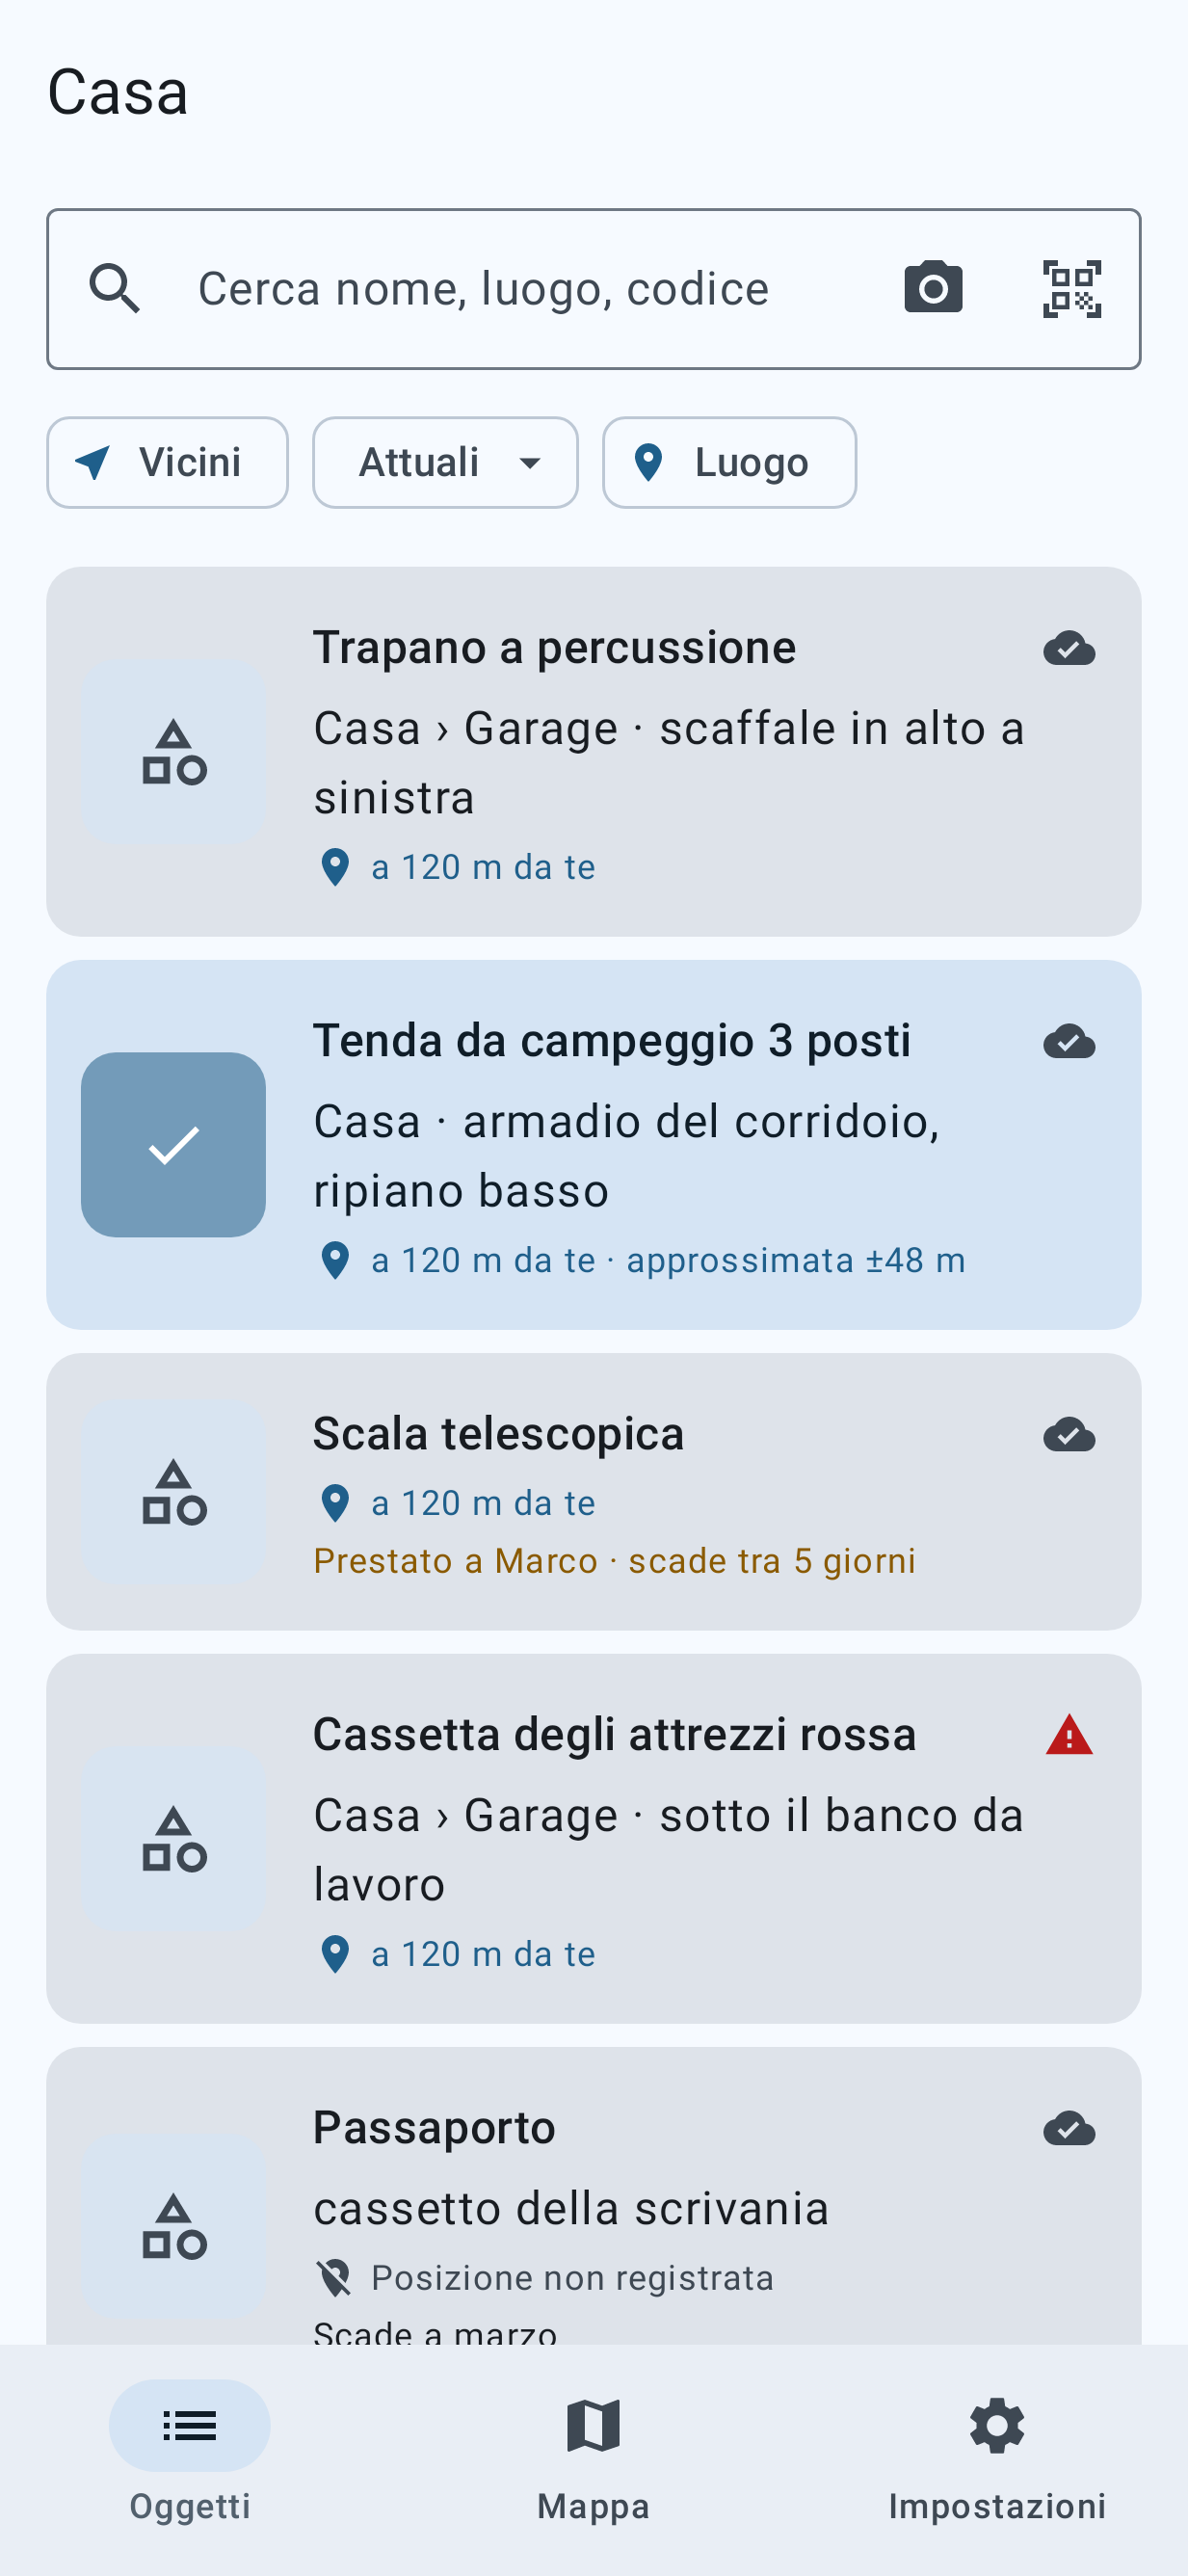 Casa
Cerca nome, luogo, codice
Vicini
Attuali
Luogo
Trapano a percussione
Casa › Garage · scaffale in alto a
sinistra
a 120 m da te
Tenda da campeggio 3 posti
Casa · armadio del corridoio,
ripiano basso
a 120 m da te · approssimata ±48 m
Scala telescopica
a 120 m da te
Prestato a Marco · scade tra 5 giorni
Cassetta degli attrezzi rossa
Casa › Garage · sotto il banco da
lavoro
a 120 m da te
Passaporto
cassetto della scrivania
Posizione non registrata
Scade a marzo
Oggetti
Mappa
Impostazioni